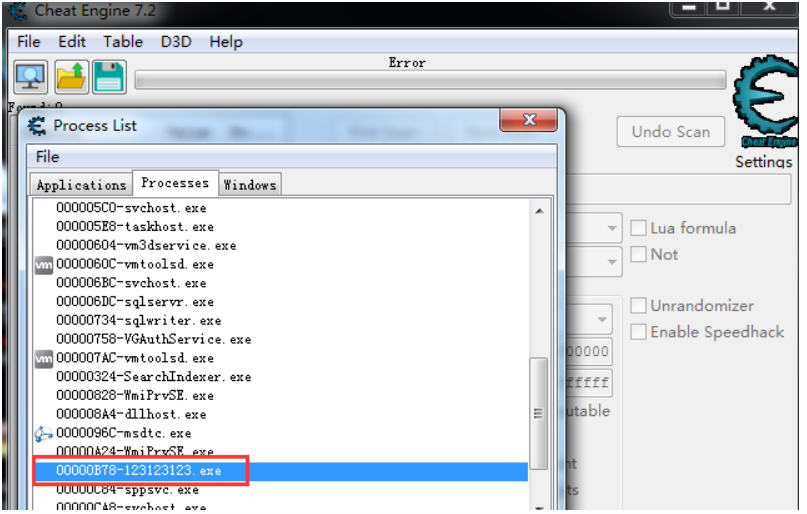 Cheat Engine 7.2
File Edit Table D3D Help
Error
Process List
Undo Scan
Cheat Engine
Settings
File
Applications Processes Windows
000005C0-svchost.exe
000005E8-taskhost.exe
00000604-vm3dservice.exe
Lua formula
vm 0000060C-vmtoolsd.exe
Not
000006BC-svchost.exe
000006DC-sqlservr.exe
Unrandomizer
00000734-sqlwriter.exe
00000758-VGAuthService.exe
Enable Speedhack
vm 000007AC-vmtoolsd.exe
00000
00000324-SearchIndexer.exe
fffff
00000828-WmiPrvSE.exe
000008A4-dllhost.exe
utable
0000096C-msdtc.exe
00000A24-WmiPrvSE.exe
00000B78-123123123.exe
nt
00000C84-sppsvc.exe
ts
00000CA8-svchost.exe